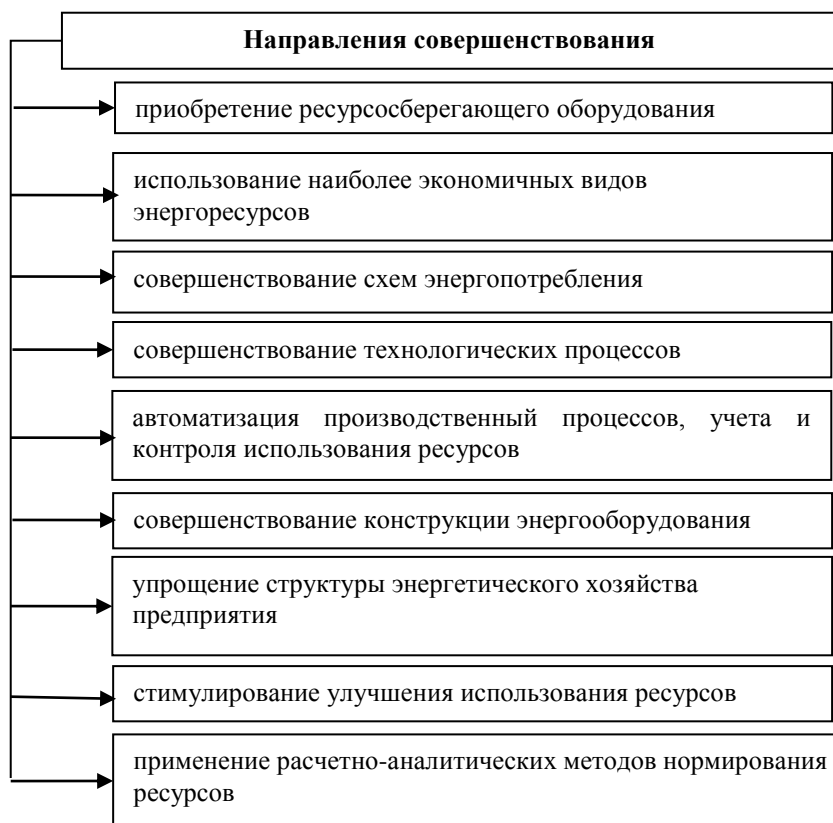 Направления совершенствования
приобретение ресурсосберегающего оборудования
использование наиболее экономичных видов
энергоресурсов
совершенствование схем энергопотребления
совершенствование технологических процессов
автоматизация производственный процессов, учета и
контроля использования ресурсов
совершенствование конструкции энергооборудования
упрощение структуры энергетического хозяйства
предприятия
стимулирование улучшения использования ресурсов
применение расчетно-аналитических методов нормирования
ресурсов